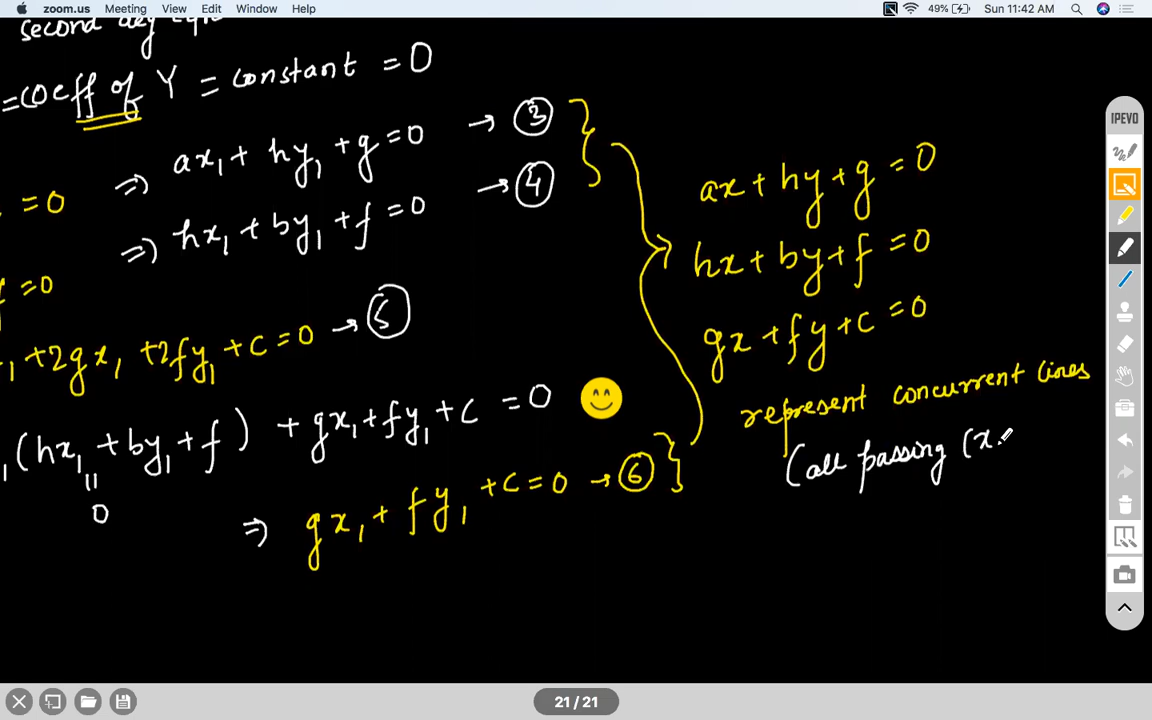 zoom.us Meeting View Edit Window Help 49% Sun 11:42 AM
second deg
=coeff of Y = constant = 0
IPEVO
=> ax₁ + hy₁ + g = 0 → ③
= 0 => hx₁ + by₁ + f = 0 → ④
ax + hy + g = 0
hx + by + f = 0
gx + fy + c = 0
= 0
₁ + 2gx₁ + 2fy₁ + c = 0 → ⑤
represent concurrent lines
(all passing (x
₁(hx₁ + by₁ + f) + gx₁ + fy₁ + c = 0
||
0
=> gx₁ + fy₁ + c = 0 → ⑥
21 / 21